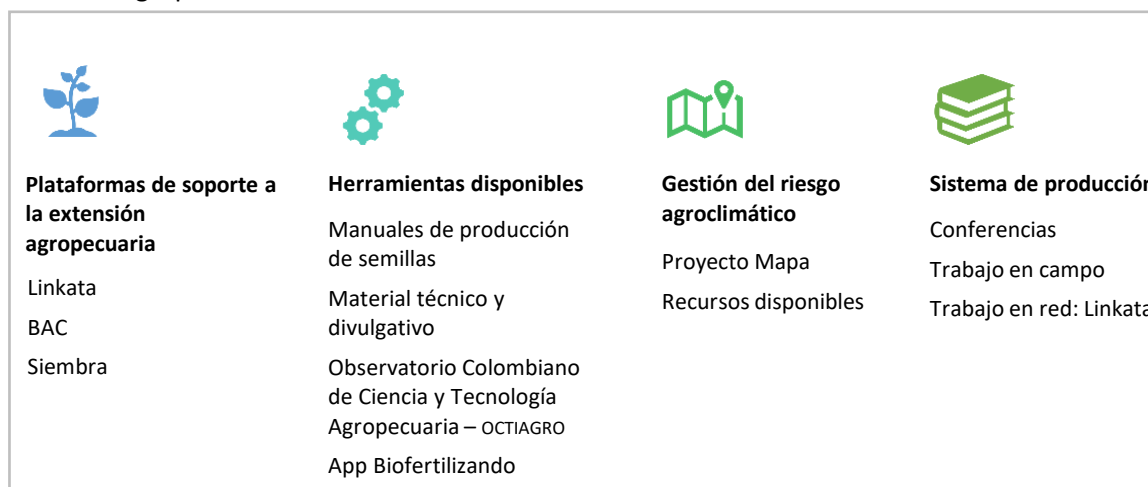 Plataformas de soporte a
la extensión
agropecuaria
Linkata
BAC
Siembra
Herramientas disponibles
Manuales de producción
de semillas
Material técnico y
divulgativo
Observatorio Colombiano
de Ciencia y Tecnología
Agropecuaria – OCTIAGRO
App Biofertilizando
Gestión del riesgo
agroclimático
Proyecto Mapa
Recursos disponibles
Sistema de producción
Conferencias
Trabajo en campo
Trabajo en red: Linkata